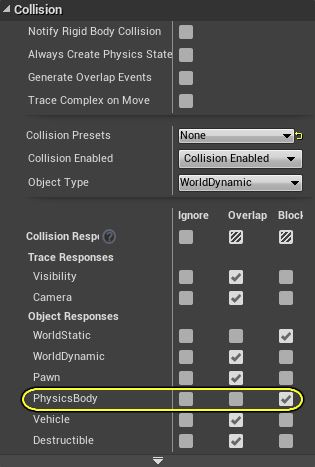 Collision
Notify Rigid Body Collision
Always Create Physics State
Generate Overlap Events
Trace Complex on Move
Collision Presets None
Collision Enabled Collision Enabled
Object Type WorldDynamic
Ignore Overlap Block
Collision Respo ?
Trace Responses
Visibility
Camera
Object Responses
WorldStatic
WorldDynamic
Pawn
PhysicsBody
Vehicle
Destructible